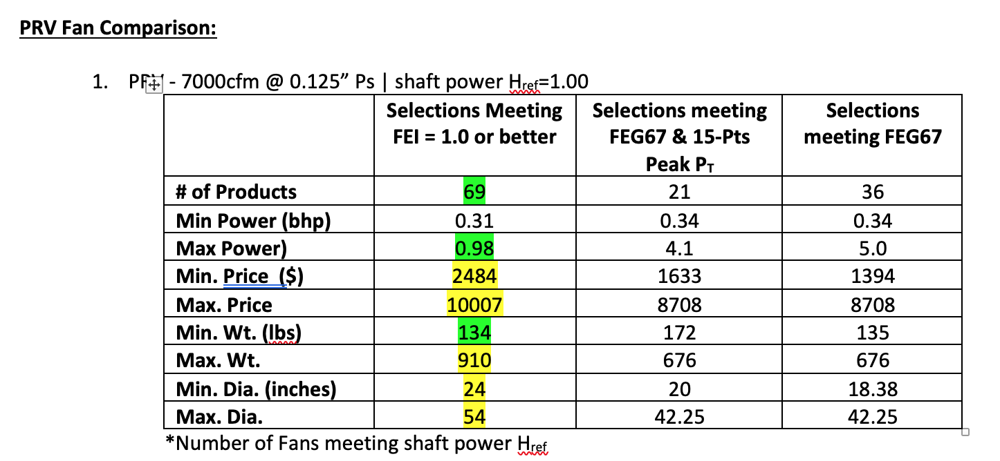 PRV Fan Comparison:
1. PRV - 7000cfm @ 0.125” Ps | shaft power Href=1.00
Selections Meeting FEI = 1.0 or better
Selections meeting FEG67 & 15-Pts Peak PT
Selections meeting FEG67
# of Products 69 21 36
Min Power (bhp) 0.31 0.34 0.34
Max Power) 0.98 4.1 5.0
Min. Price ($) 2484 1633 1394
Max. Price 10007 8708 8708
Min. Wt. (lbs) 134 172 135
Max. Wt. 910 676 676
Min. Dia. (inches) 24 20 18.38
Max. Dia. 54 42.25 42.25
*Number of Fans meeting shaft power Href